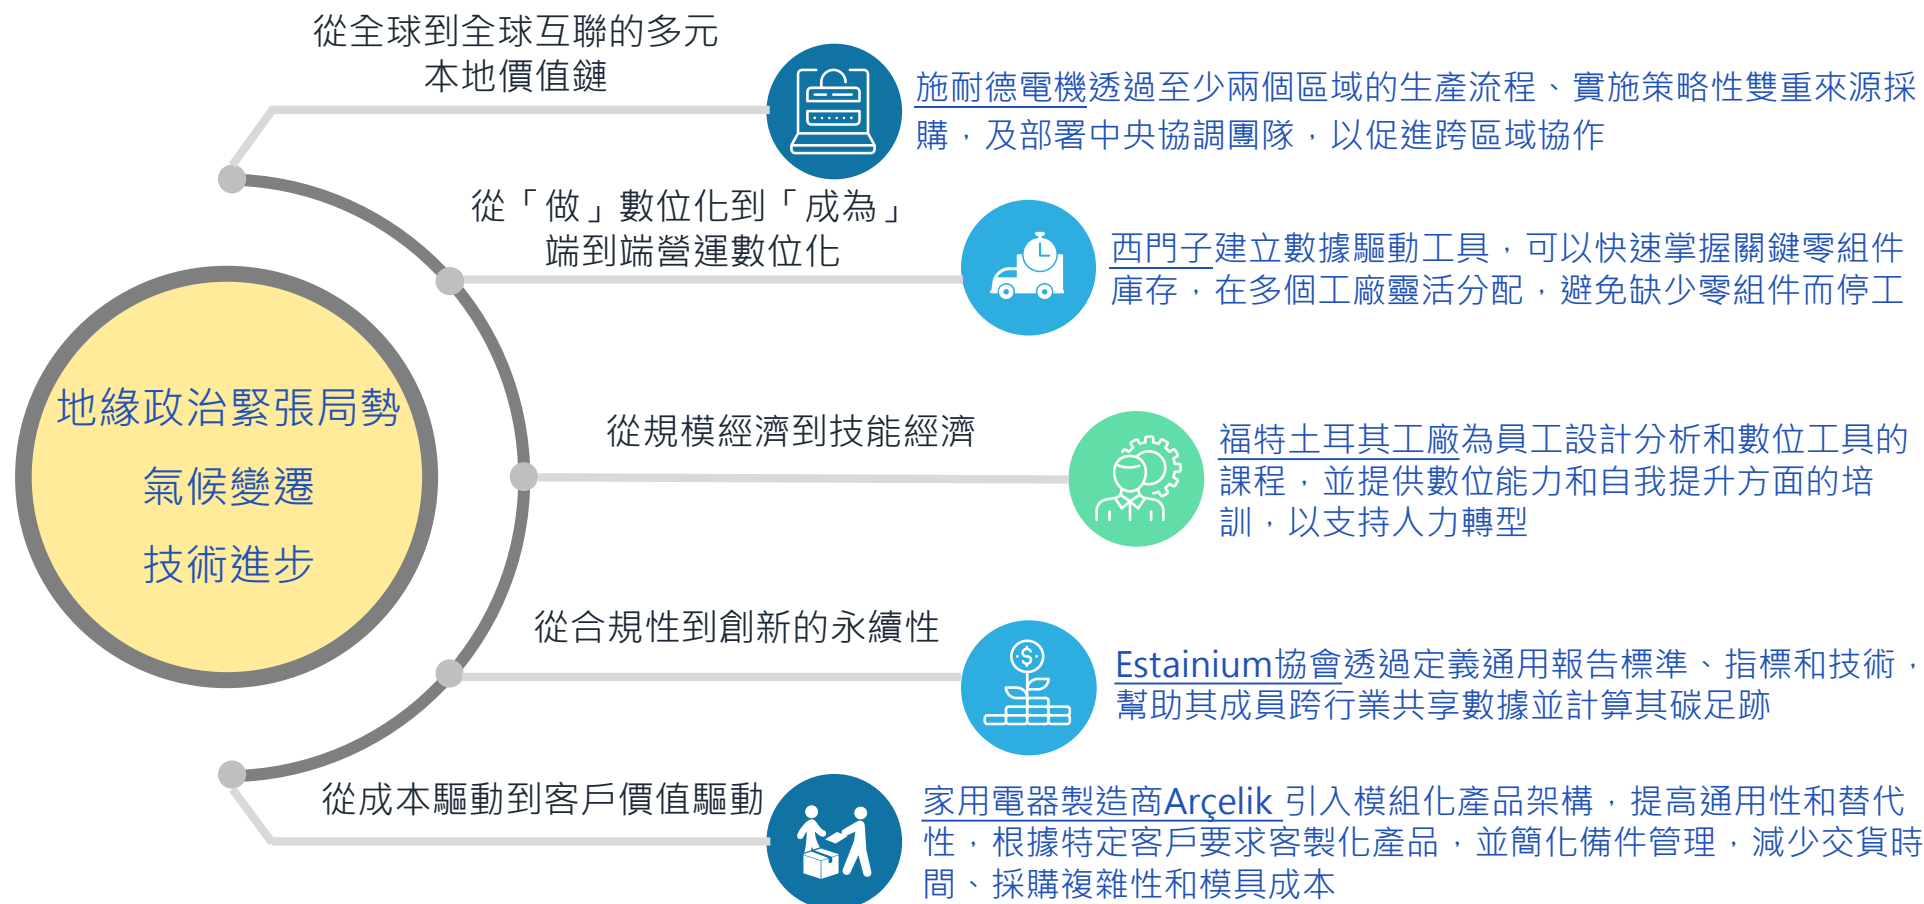 從全球到全球互聯的多元
本地價值鏈
施耐德電機透過至少兩個區域的生產流程、實施策略性雙重來源採
購，及部署中央協調團隊，以促進跨區域協作
從「做」數位化到「成為」
端到端營運數位化
西門子建立數據驅動工具，可以快速掌握關鍵零組件
庫存，在多個工廠靈活分配，避免缺少零組件而停工
地緣政治緊張局勢
氣候變遷
技術進步
從規模經濟到技能經濟
福特土耳其工廠為員工設計分析和數位工具的
課程，並提供數位能力和自我提升方面的培
訓，以支持人力轉型
從合規性到創新的永續性
Estainium協會透過定義通用報告標準、指標和技術，
幫助其成員跨行業共享數據並計算其碳足跡
從成本驅動到客戶價值驅動
家用電器製造商Arçelik 引入模組化產品架構，提高通用性和替代
性，根據特定客戶要求客製化產品，並簡化備件管理，減少交貨時
間、採購複雜性和模具成本